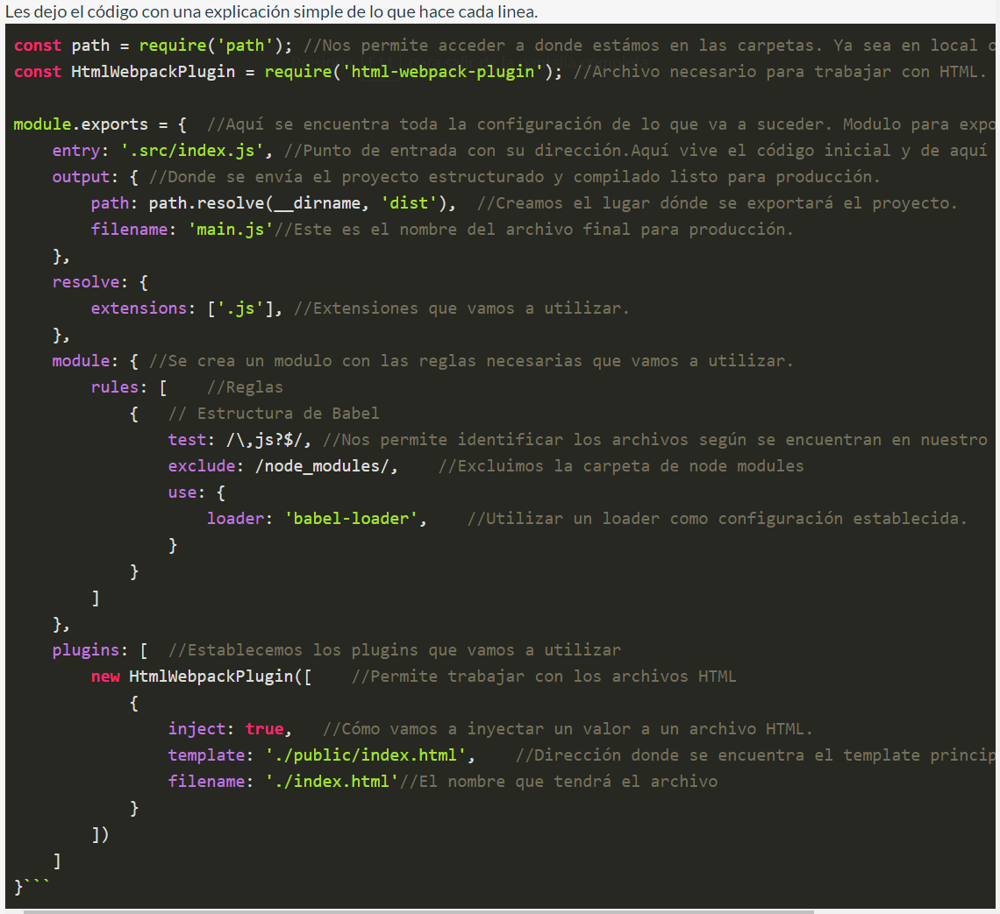 Les dejo el código con una explicación simple de lo que hace cada linea.
const path = require('path'); //Nos permite acceder a donde estámos en las carpetas. Ya sea en local
const HtmlWebpackPlugin = require('html-webpack-plugin'); //Archivo necesario para trabajar con HTML.
module.exports = {  //Aquí se encuentra toda la configuración de lo que va a suceder. Modulo para expo
    entry: '.src/index.js', //Punto de entrada con su dirección.Aquí vive el código inicial y de aquí
    output: { //Donde se envía el proyecto estructurado y compilado listo para producción.
        path: path.resolve(__dirname, 'dist'),  //Creamos el lugar dónde se exportará el proyecto.
        filename: 'main.js'//Este es el nombre del archivo final para producción.
    },
    resolve: {
        extensions: ['.js'], //Extensiones que vamos a utilizar.
    },
    module: { //Se crea un modulo con las reglas necesarias que vamos a utilizar.
        rules: [    //Reglas
            {   // Estructura de Babel
                test: /\,js?$/, //Nos permite identificar los archivos según se encuentran en nuestro
                exclude: /node_modules/,    //Excluimos la carpeta de node modules
                use: {
                    loader: 'babel-loader',    //Utilizar un loader como configuración establecida.
                }
            }
        ]
    },
    plugins: [  //Establecemos los plugins que vamos a utilizar
        new HtmlWebpackPlugin([    //Permite trabajar con los archivos HTML
            {
                inject: true,   //Cómo vamos a inyectar un valor a un archivo HTML.
                template: './public/index.html',    //Dirección donde se encuentra el template princip
                filename: './index.html'//El nombre que tendrá el archivo
            }
        ])
    ]
}```